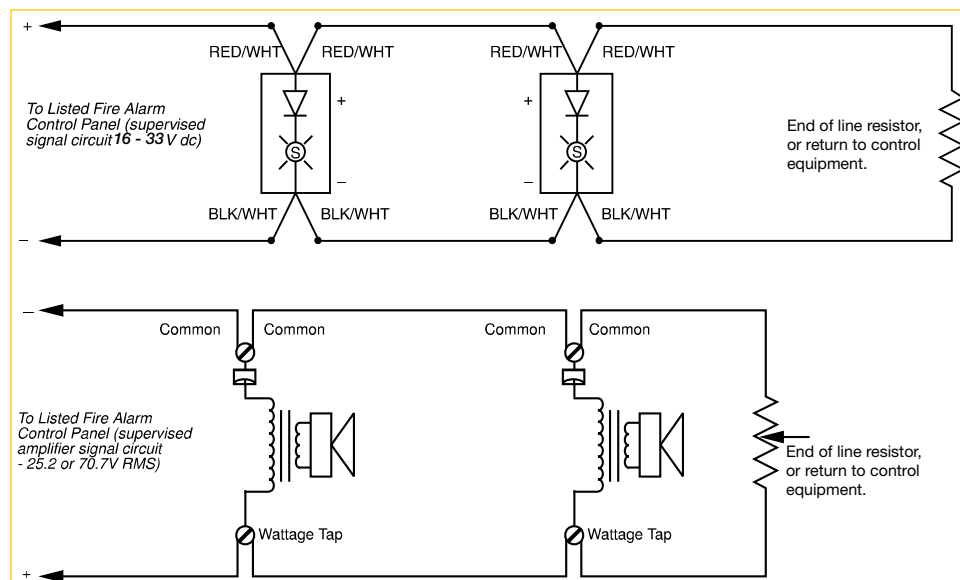 +
RED/WHT RED/WHT RED/WHT RED/WHT
To Listed Fire Alarm
Control Panel (supervised
signal circuit 16 - 33 V dc)
+ +
S S
– –
End of line resistor,
or return to control
equipment.
BLK/WHT BLK/WHT BLK/WHT BLK/WHT
–
–
Common Common Common Common
To Listed Fire Alarm
Control Panel (supervised
amplifier signal circuit
- 25.2 or 70.7V RMS)
End of line resistor,
or return to control
equipment.
Wattage Tap Wattage Tap
+